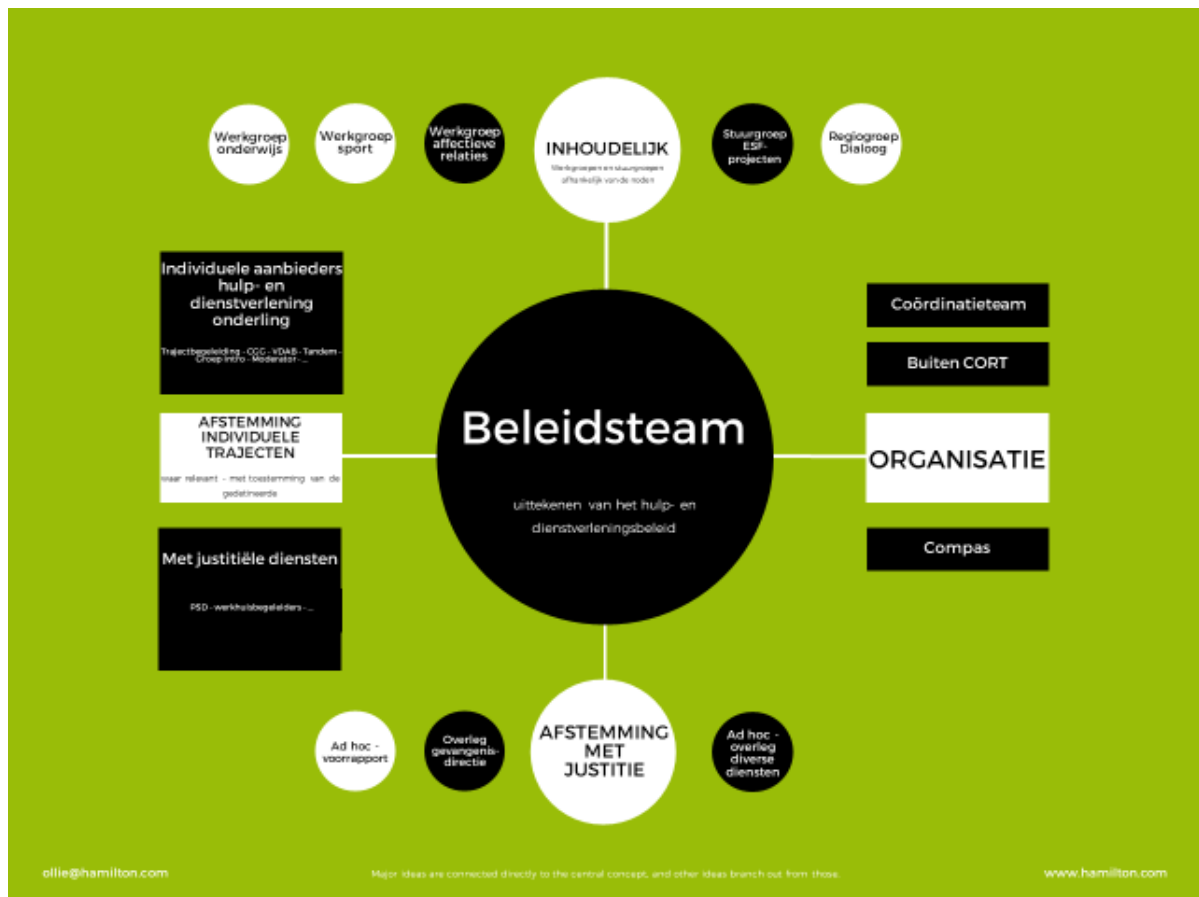 Werkgroep
onderwijs
Werkgroep
sport
Werkgroep
affectieve
relaties
INHOUDELIJK
Werkgroepen en stuurgroepen
afhankelijk van de noden
Stuurgroep
ESF-
projecten
Regiogroep
Dialoog
Individuele aanbieders
hulp- en
dienstverlening
onderling
Trajectbegeleiding - CGG - VDAB - Tandem -
Groep Intro - Moderator - ...
AFSTEMMING
INDIVIDUELE
TRAJECTEN
waar relevant - met toestemming van de
gedetineerde
Met justitiële diensten
PSD - werkhuisbegeleiders - ...
Beleidsteam
uittekenen van het hulp- en
dienstverleningsbeleid
Coördinatieteam
Buiten CORT
ORGANISATIE
Compas
Ad hoc -
voorrapport
Overleg
gevangenis-
directie
AFSTEMMING
MET
JUSTITIE
Ad hoc -
overleg
diverse
diensten
ollie@hamilton.com
Major ideas are connected directly to the central concept, and other ideas branch out from those.
www.hamilton.com